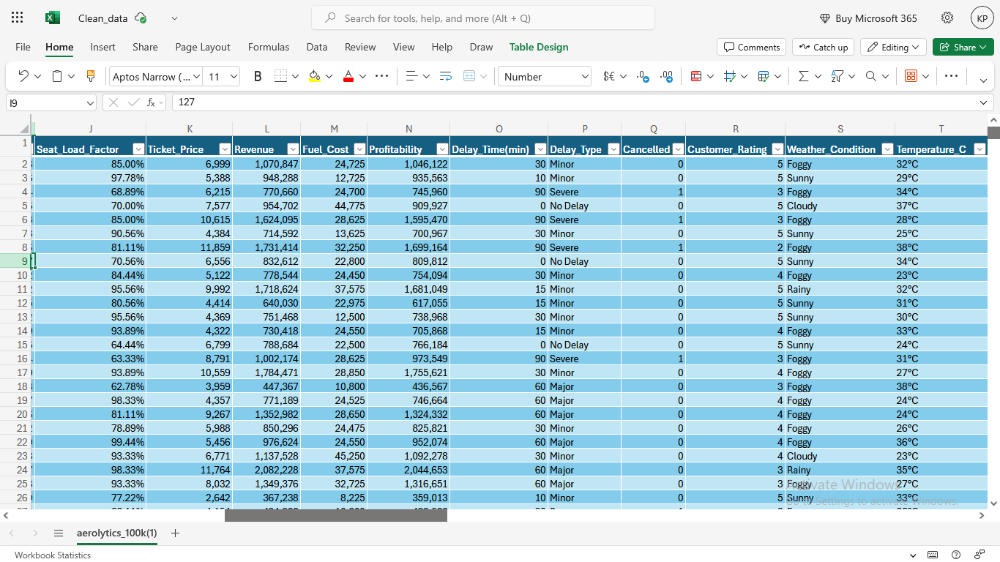 Clean_data
Search for tools, help, and more (Alt + Q)
Buy Microsoft 365
KP
File Home Insert Share Page Layout Formulas Data Review View Help Draw Table Design
Comments Catch up Editing Share
Aptos Narrow (... 11 B A Number $€
I9 fx 127
J K L M N O P Q R S T
1 Seat_Load_Factor Ticket_Price Revenue Fuel_Cost Profitability Delay_Time(min) Delay_Type Cancelled Customer_Rating Weather_Condition Temperature_C
2 85.00% 6,999 1,070,847 24,725 1,046,122 30 Minor 0 5 Foggy 32°C
3 97.78% 5,388 948,288 12,725 935,563 10 Minor 0 5 Sunny 29°C
4 68.89% 6,215 770,660 24,700 745,960 90 Severe 1 3 Foggy 34°C
5 70.00% 7,577 954,702 44,775 909,927 0 No Delay 0 5 Cloudy 37°C
6 85.00% 10,615 1,624,095 28,625 1,595,470 90 Severe 1 3 Foggy 28°C
7 90.56% 4,384 714,592 13,625 700,967 30 Minor 0 5 Sunny 25°C
8 81.11% 11,859 1,731,414 32,250 1,699,164 90 Severe 1 2 Foggy 38°C
9 70.56% 6,556 832,612 22,800 809,812 0 No Delay 0 5 Sunny 34°C
10 84.44% 5,122 778,544 24,450 754,094 30 Minor 0 4 Foggy 23°C
11 95.56% 9,992 1,718,624 37,575 1,681,049 15 Minor 0 5 Rainy 32°C
12 80.56% 4,414 640,030 22,975 617,055 15 Minor 0 5 Sunny 31°C
13 95.56% 4,369 751,468 12,500 738,968 30 Minor 0 5 Sunny 30°C
14 93.89% 4,322 730,418 24,550 705,868 15 Minor 0 4 Foggy 33°C
15 64.44% 6,799 788,684 22,500 766,184 0 No Delay 0 5 Sunny 24°C
16 63.33% 8,791 1,002,174 28,625 973,549 90 Severe 1 3 Foggy 31°C
17 93.89% 10,559 1,784,471 28,850 1,755,621 30 Minor 0 4 Foggy 27°C
18 62.78% 3,959 447,367 10,800 436,567 60 Major 0 3 Foggy 38°C
19 98.33% 4,357 771,189 24,525 746,664 60 Major 0 4 Foggy 24°C
20 81.11% 9,267 1,352,982 28,650 1,324,332 60 Major 0 4 Foggy 24°C
21 78.89% 5,988 850,296 24,475 825,821 30 Minor 0 4 Foggy 26°C
22 99.44% 5,456 976,624 24,550 952,074 60 Major 0 4 Foggy 36°C
23 93.33% 6,771 1,137,528 45,250 1,092,278 30 Minor 0 4 Cloudy 23°C
24 98.33% 11,764 2,082,228 37,575 2,044,653 60 Major 0 3 Rainy 35°C
25 93.33% 8,032 1,349,376 32,725 1,316,651 60 Major 0 3 Foggy 27°C
26 77.22% 2,642 367,238 8,225 359,013 10 Minor 0 5 Sunny 33°C
Activate Windows
Go to Settings to activate Windows.
aerolytics_100k(1)
Workbook Statistics